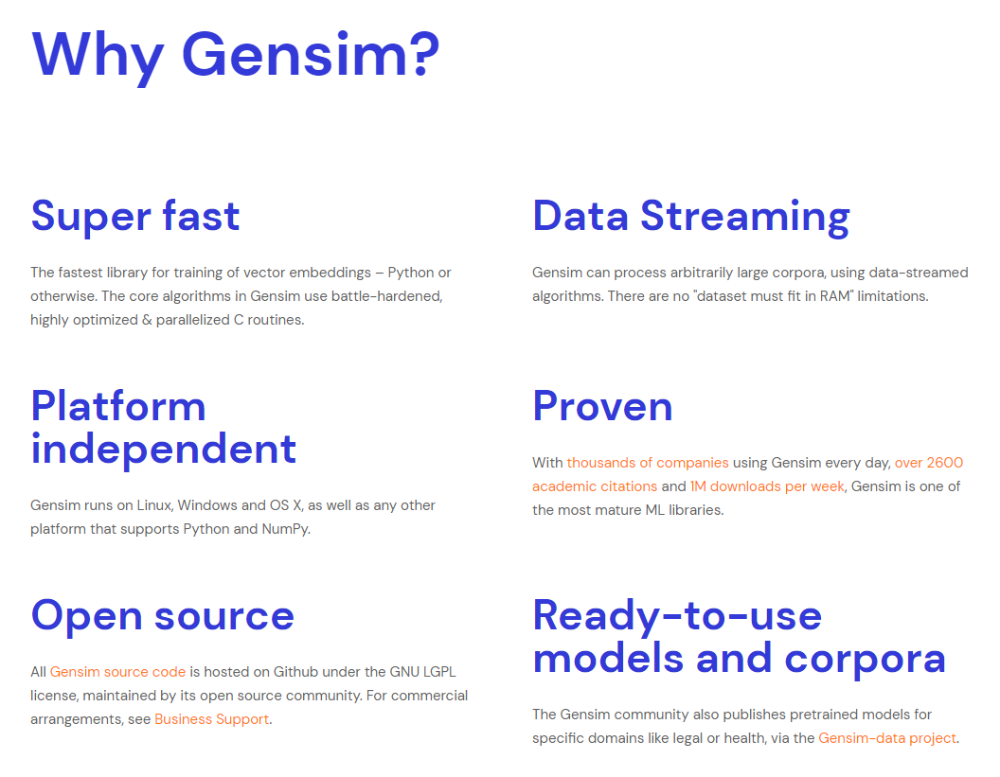 Why Gensim?
Super fast
The fastest library for training of vector embeddings – Python or
otherwise. The core algorithms in Gensim use battle-hardened,
highly optimized & parallelized C routines.
Data Streaming
Gensim can process arbitrarily large corpora, using data-streamed
algorithms. There are no "dataset must fit in RAM" limitations.
Platform
independent
Gensim runs on Linux, Windows and OS X, as well as any other
platform that supports Python and NumPy.
Proven
With thousands of companies using Gensim every day, over 2600
academic citations and 1M downloads per week, Gensim is one of
the most mature ML libraries.
Open source
All Gensim source code is hosted on Github under the GNU LGPL
license, maintained by its open source community. For commercial
arrangements, see Business Support.
Ready-to-use
models and corpora
The Gensim community also publishes pretrained models for
specific domains like legal or health, via the Gensim-data project.